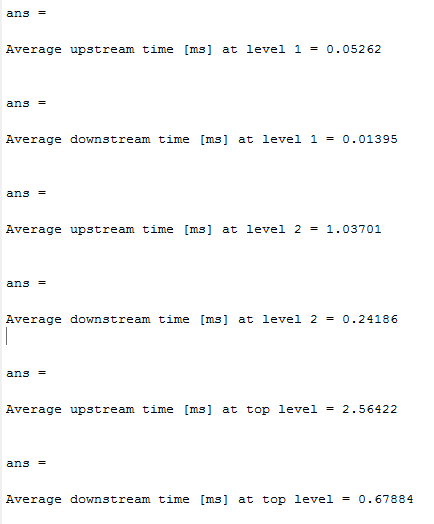 ans =
Average upstream time [ms] at level 1 = 0.05262
ans =
Average downstream time [ms] at level 1 = 0.01395
ans =
Average upstream time [ms] at level 2 = 1.03701
ans =
Average downstream time [ms] at level 2 = 0.24186
ans =
Average upstream time [ms] at top level = 2.56422
ans =
Average downstream time [ms] at top level = 0.67884